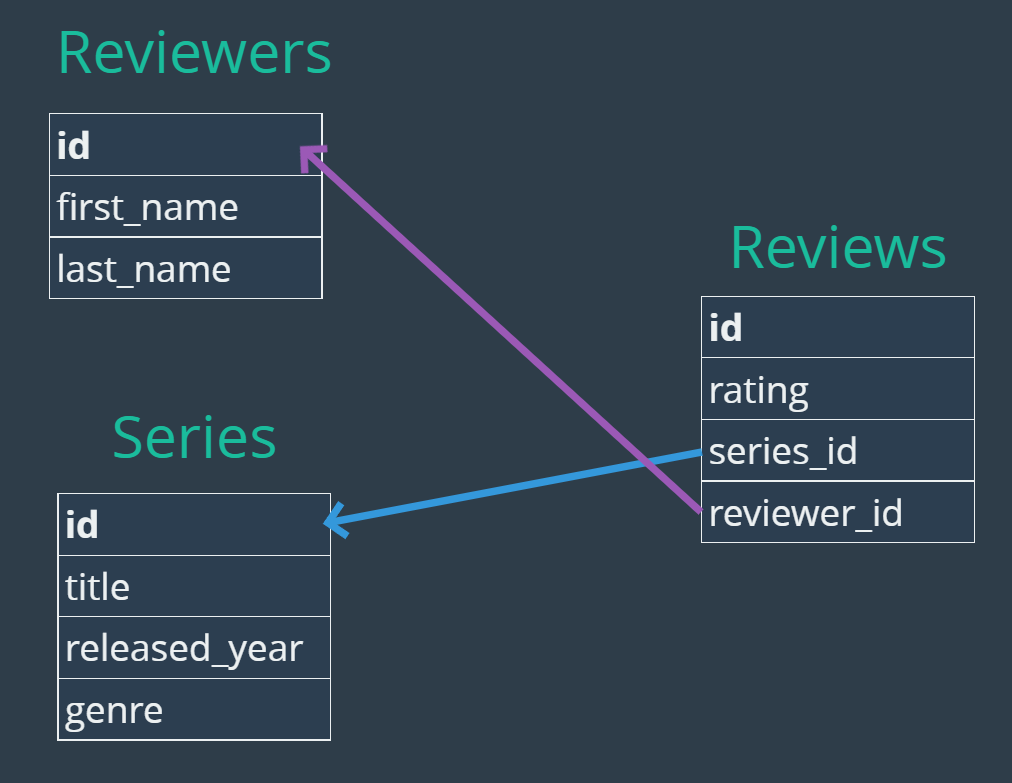 Reviewers
id
first_name
last_name
Reviews
id
rating
series_id
reviewer_id
Series
id
title
released_year
genre